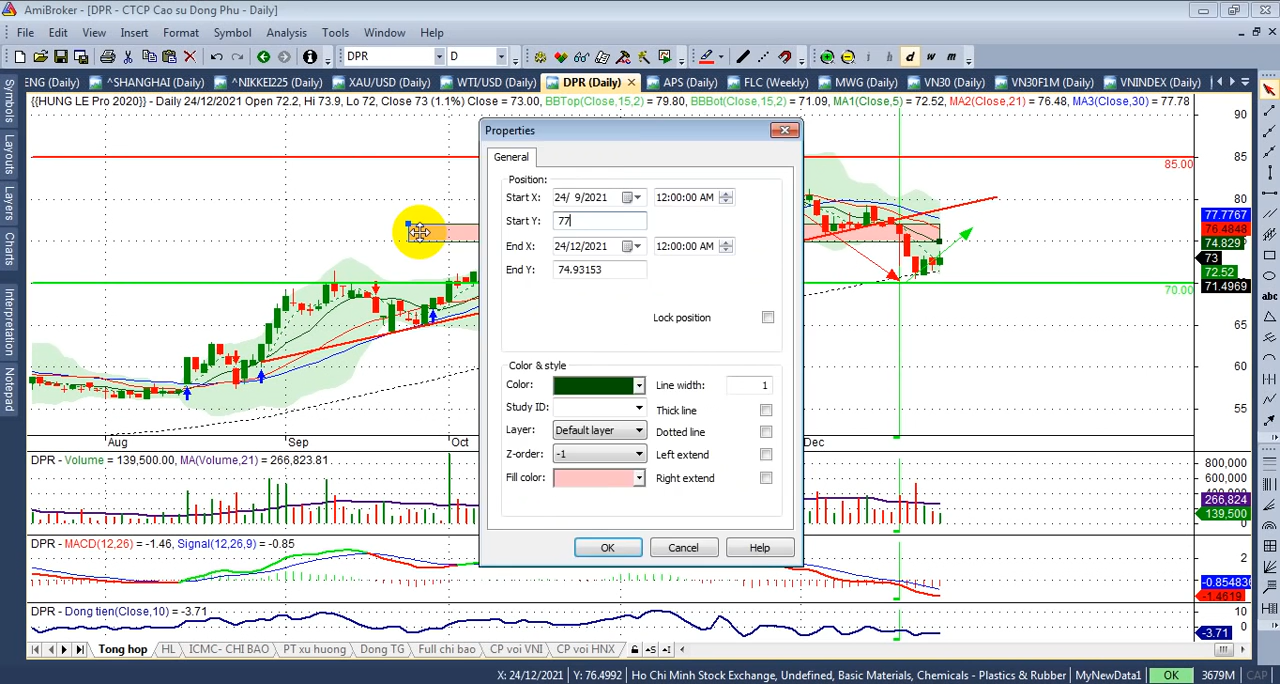 AmiBroker - [DPR - CTCP Cao su Dong Phu - Daily]
File Edit View Insert Format Symbol Analysis Tools Window Help
DPR D i h d w m
ENG (Daily) ^SHANGHAI (Daily) ^NIKKEI225 (Daily) XAU/USD (Daily) WTI/USD (Daily) DPR (Daily) APS (Daily) FLC (Weekly) MWG (Daily) VN30 (Daily) VN30F1M (Daily) VNINDEX (Daily)
{{HUNG LE Pro 2020}} - Daily 24/12/2021 Open 72.2, Hi 73.9, Lo 72, Close 73 (1.1%) Close = 73.00, BBTop(Close,15,2) = 79.80, BBBot(Close,15,2) = 71.09, MA1(Close,5) = 72.52, MA2(Close,21) = 76.48, MA3(Close,30) = 77.78
Symbols
Layouts
Layers
Charts
Interpretation
Notepad
Properties
General
Position:
Start X: 24/ 9/2021 12:00:00 AM
Start Y: 77
End X: 24/12/2021 12:00:00 AM
End Y: 74.93153
Lock position
Color & style
Color: Line width: 1
Study ID: Thick line
Layer: Default layer Dotted line
Z-order: -1 Left extend
Fill color: Right extend
OK Cancel Help
90
85
85.00
80
77.7767
76.4848
74.829
73
72.52
71.4969
70.00
65
60
55
Aug Sep Oct Dec
DPR - Volume = 139,500.00, MA(Volume,21) = 266,823.81
800,000
600,000
400,000
266,824
139,500
0
DPR - MACD(12,26) = -1.46, Signal(12,26,9) = -0.85
2
-0.854836
-1.4619
DPR - Dong tien(Close,10) = -3.71
10
0
-3.71
abc
Tong hop HL ICMC- CHI BAO PT xu huong Dong TG Full chi bao CP voi VNI CP voi HNX
X: 24/12/2021 Y: 76.4992 Ho Chi Minh Stock Exchange, Undefined, Basic Materials, Chemicals - Plastics & Rubber MyNewData1 OK 3679M CAP